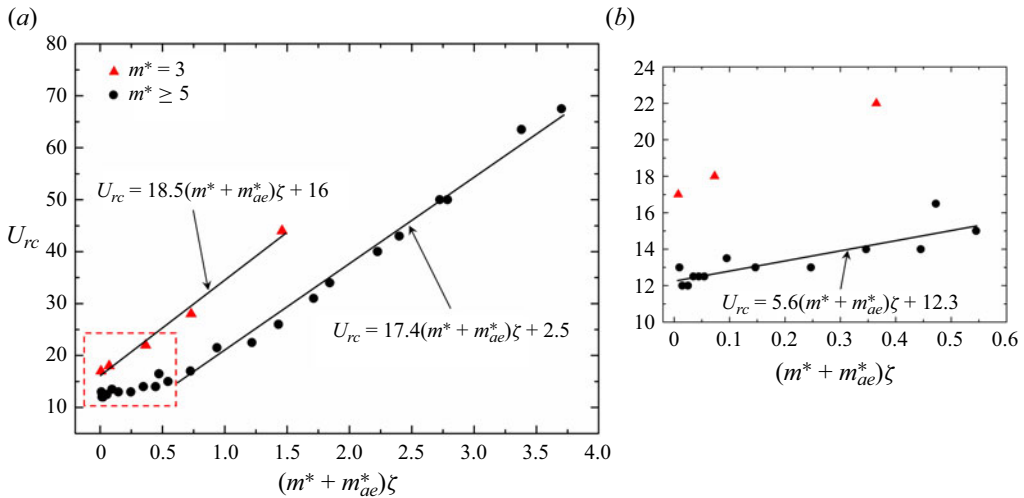 (a)
80
70
60
50
40
30
20
10
U_rc
m* = 3
m* ≥ 5
U_rc = 18.5(m* + m*_ae)ζ + 16
U_rc = 17.4(m* + m*_ae)ζ + 2.5
0 0.5 1.0 1.5 2.0 2.5 3.0 3.5 4.0
(m* + m*_ae)ζ
(b)
24
22
20
18
16
14
12
10
U_rc = 5.6(m* + m*_ae)ζ + 12.3
0 0.1 0.2 0.3 0.4 0.5 0.6
(m* + m*_ae)ζ